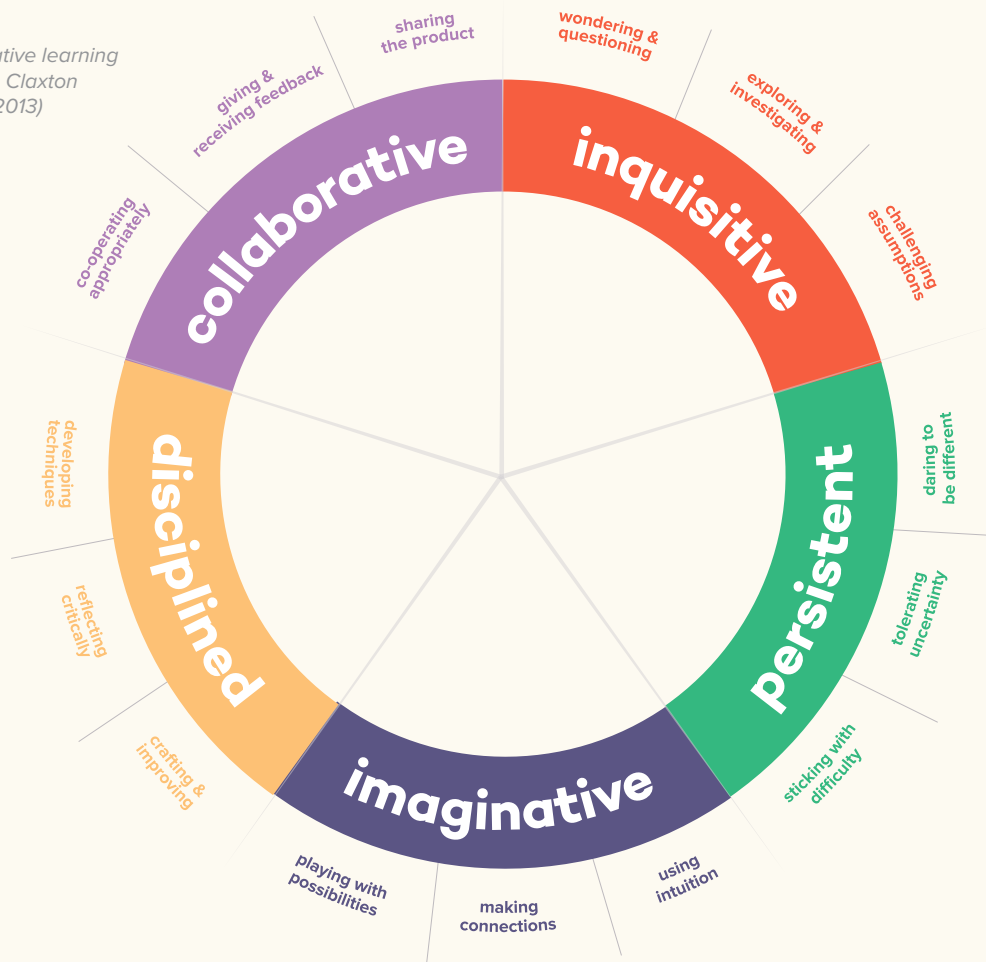 ative learning
Claxton
2013)
inquisitive
wondering &
questioning
exploring &
investigating
challenging
assumptions
persistent
daring to
be different
tolerating
uncertainty
sticking with
difficulty
imaginative
using
intuition
making
connections
playing with
possibilities
disciplined
crafting &
improving
reflecting
critically
developing
techniques
collaborative
co-operating
appropriately
giving &
receiving feedback
sharing
the product